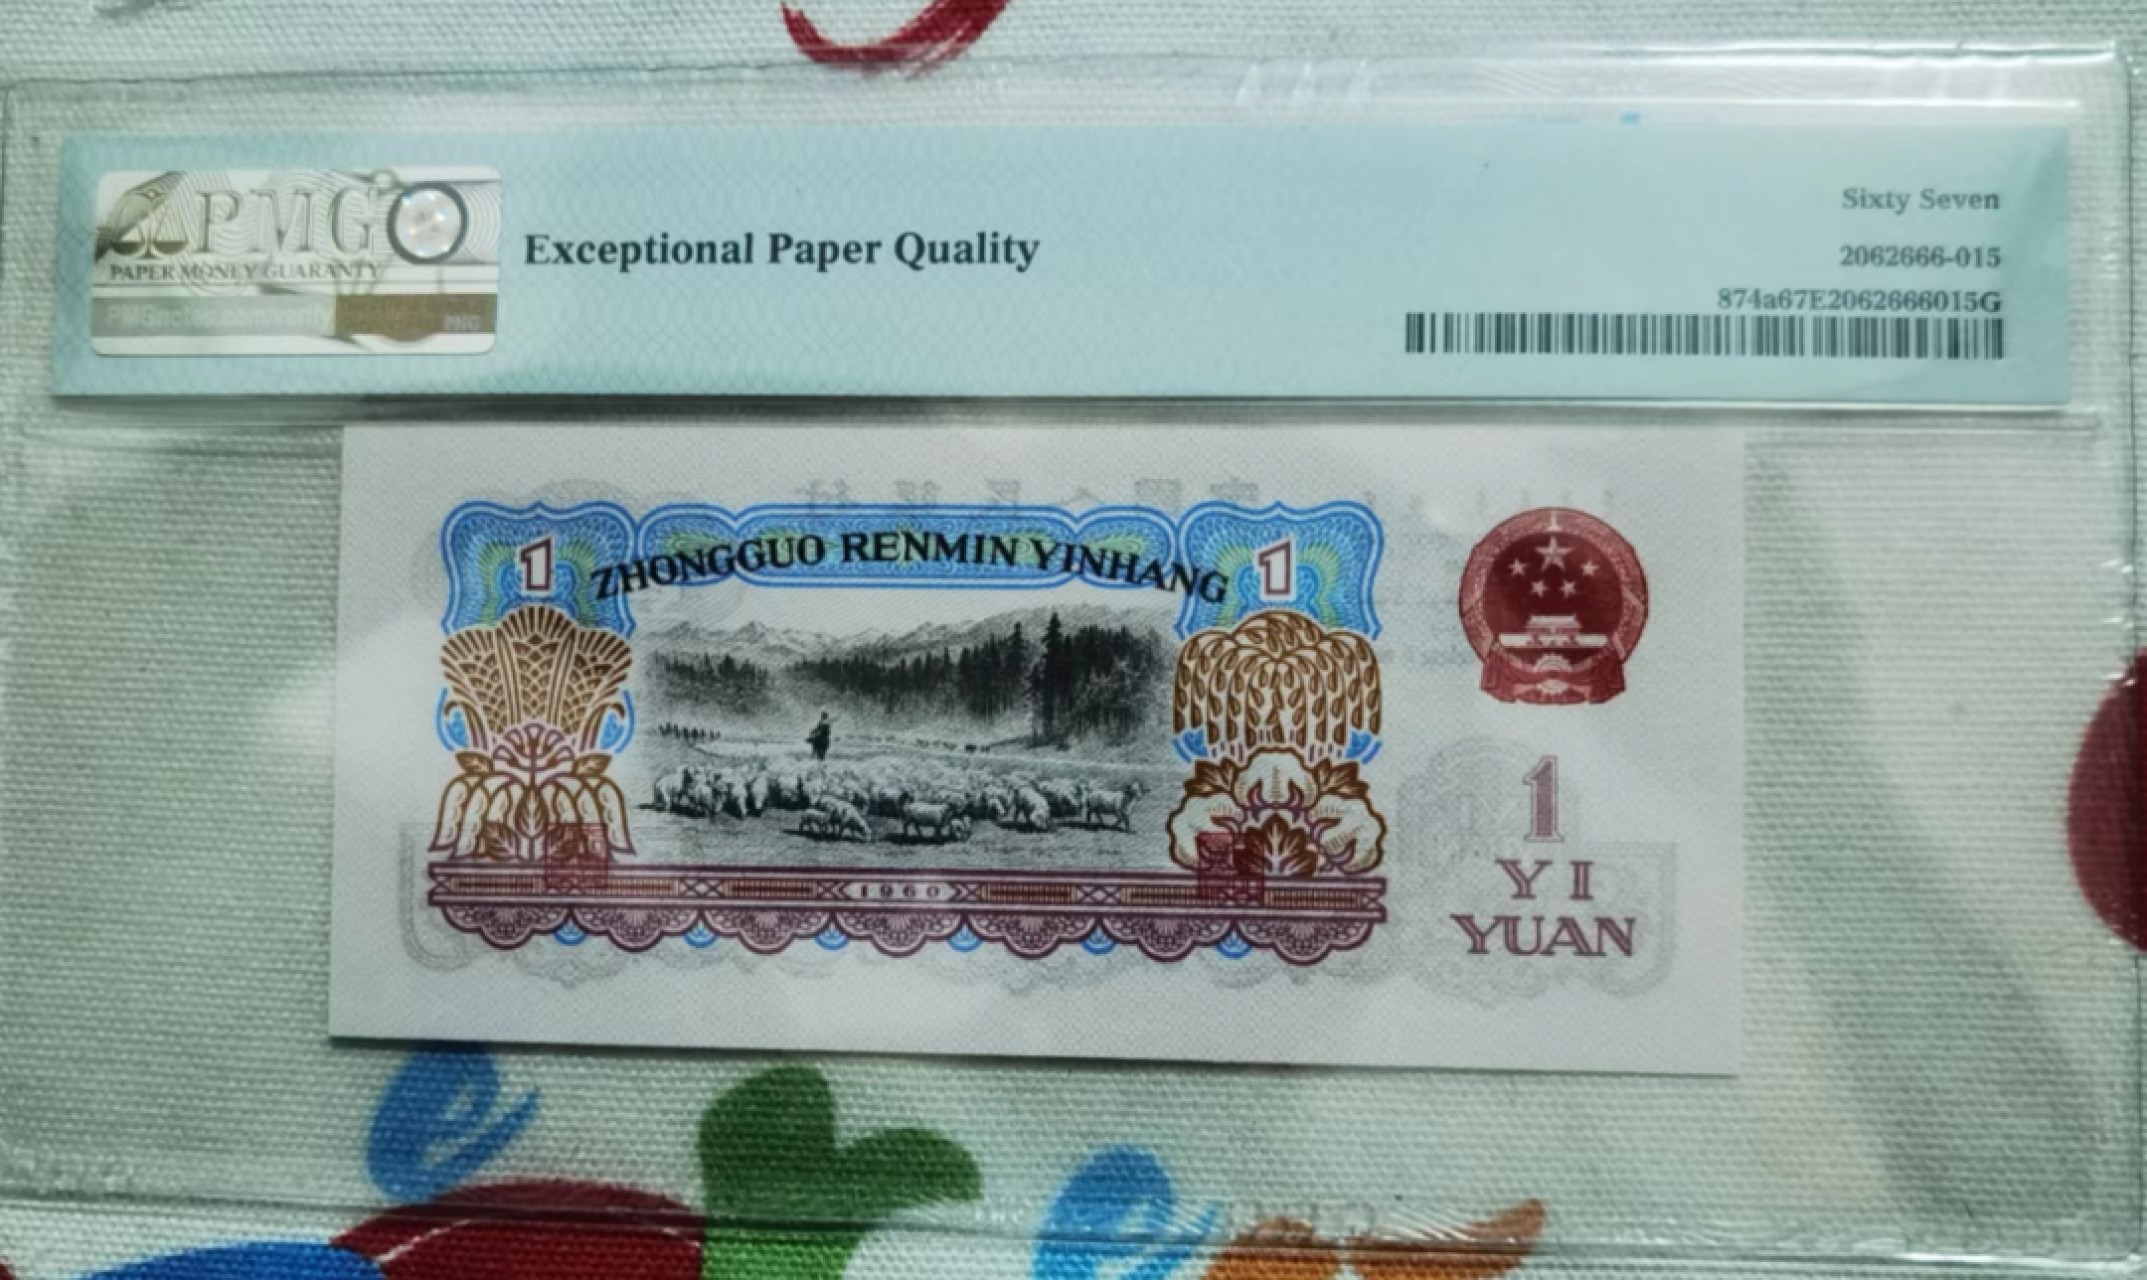 PMG
PAPER MONEY GUARANTY
Exceptional Paper Quality
Sixty Seven
2062666-015
874a67E2062666015G
1 ZHONGGUO RENMIN YINHANG 1
1960
1
YI
YUAN